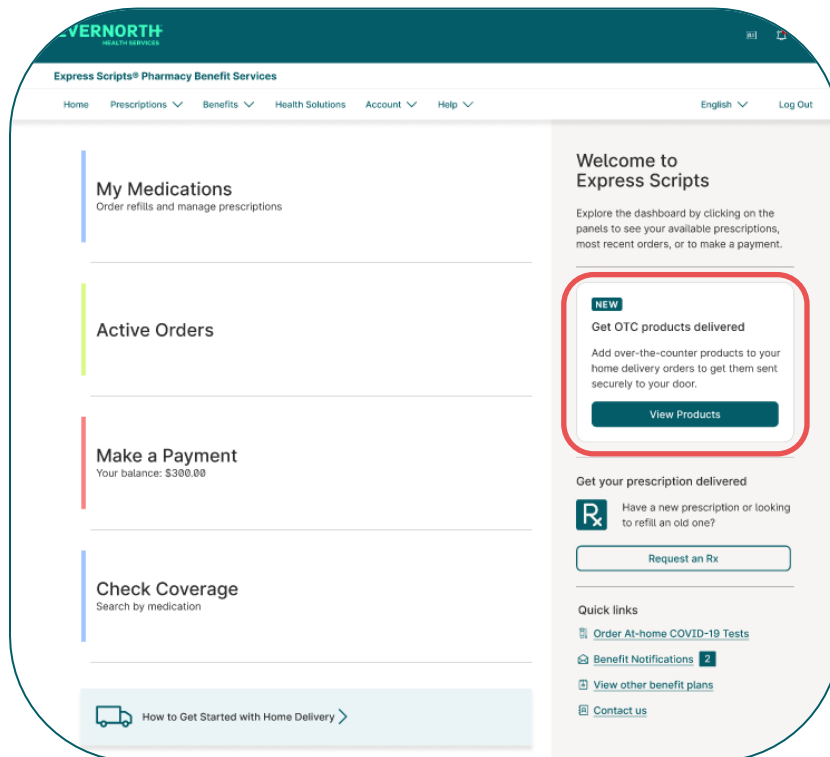 EVERNORTH
HEALTH SERVICES
Express Scripts® Pharmacy Benefit Services
Home Prescriptions Benefits Health Solutions Account Help English Log Out
My Medications
Order refills and manage prescriptions
Active Orders
Make a Payment
Your balance: $300.00
Check Coverage
Search by medication
How to Get Started with Home Delivery
Welcome to
Express Scripts
Explore the dashboard by clicking on the
panels to see your available prescriptions,
most recent orders, or to make a payment.
NEW
Get OTC products delivered
Add over-the-counter products to your
home delivery orders to get them sent
securely to your door.
View Products
Get your prescription delivered
Rx
Have a new prescription or looking
to refill an old one?
Request an Rx
Quick links
Order At-home COVID-19 Tests
Benefit Notifications 2
View other benefit plans
Contact us